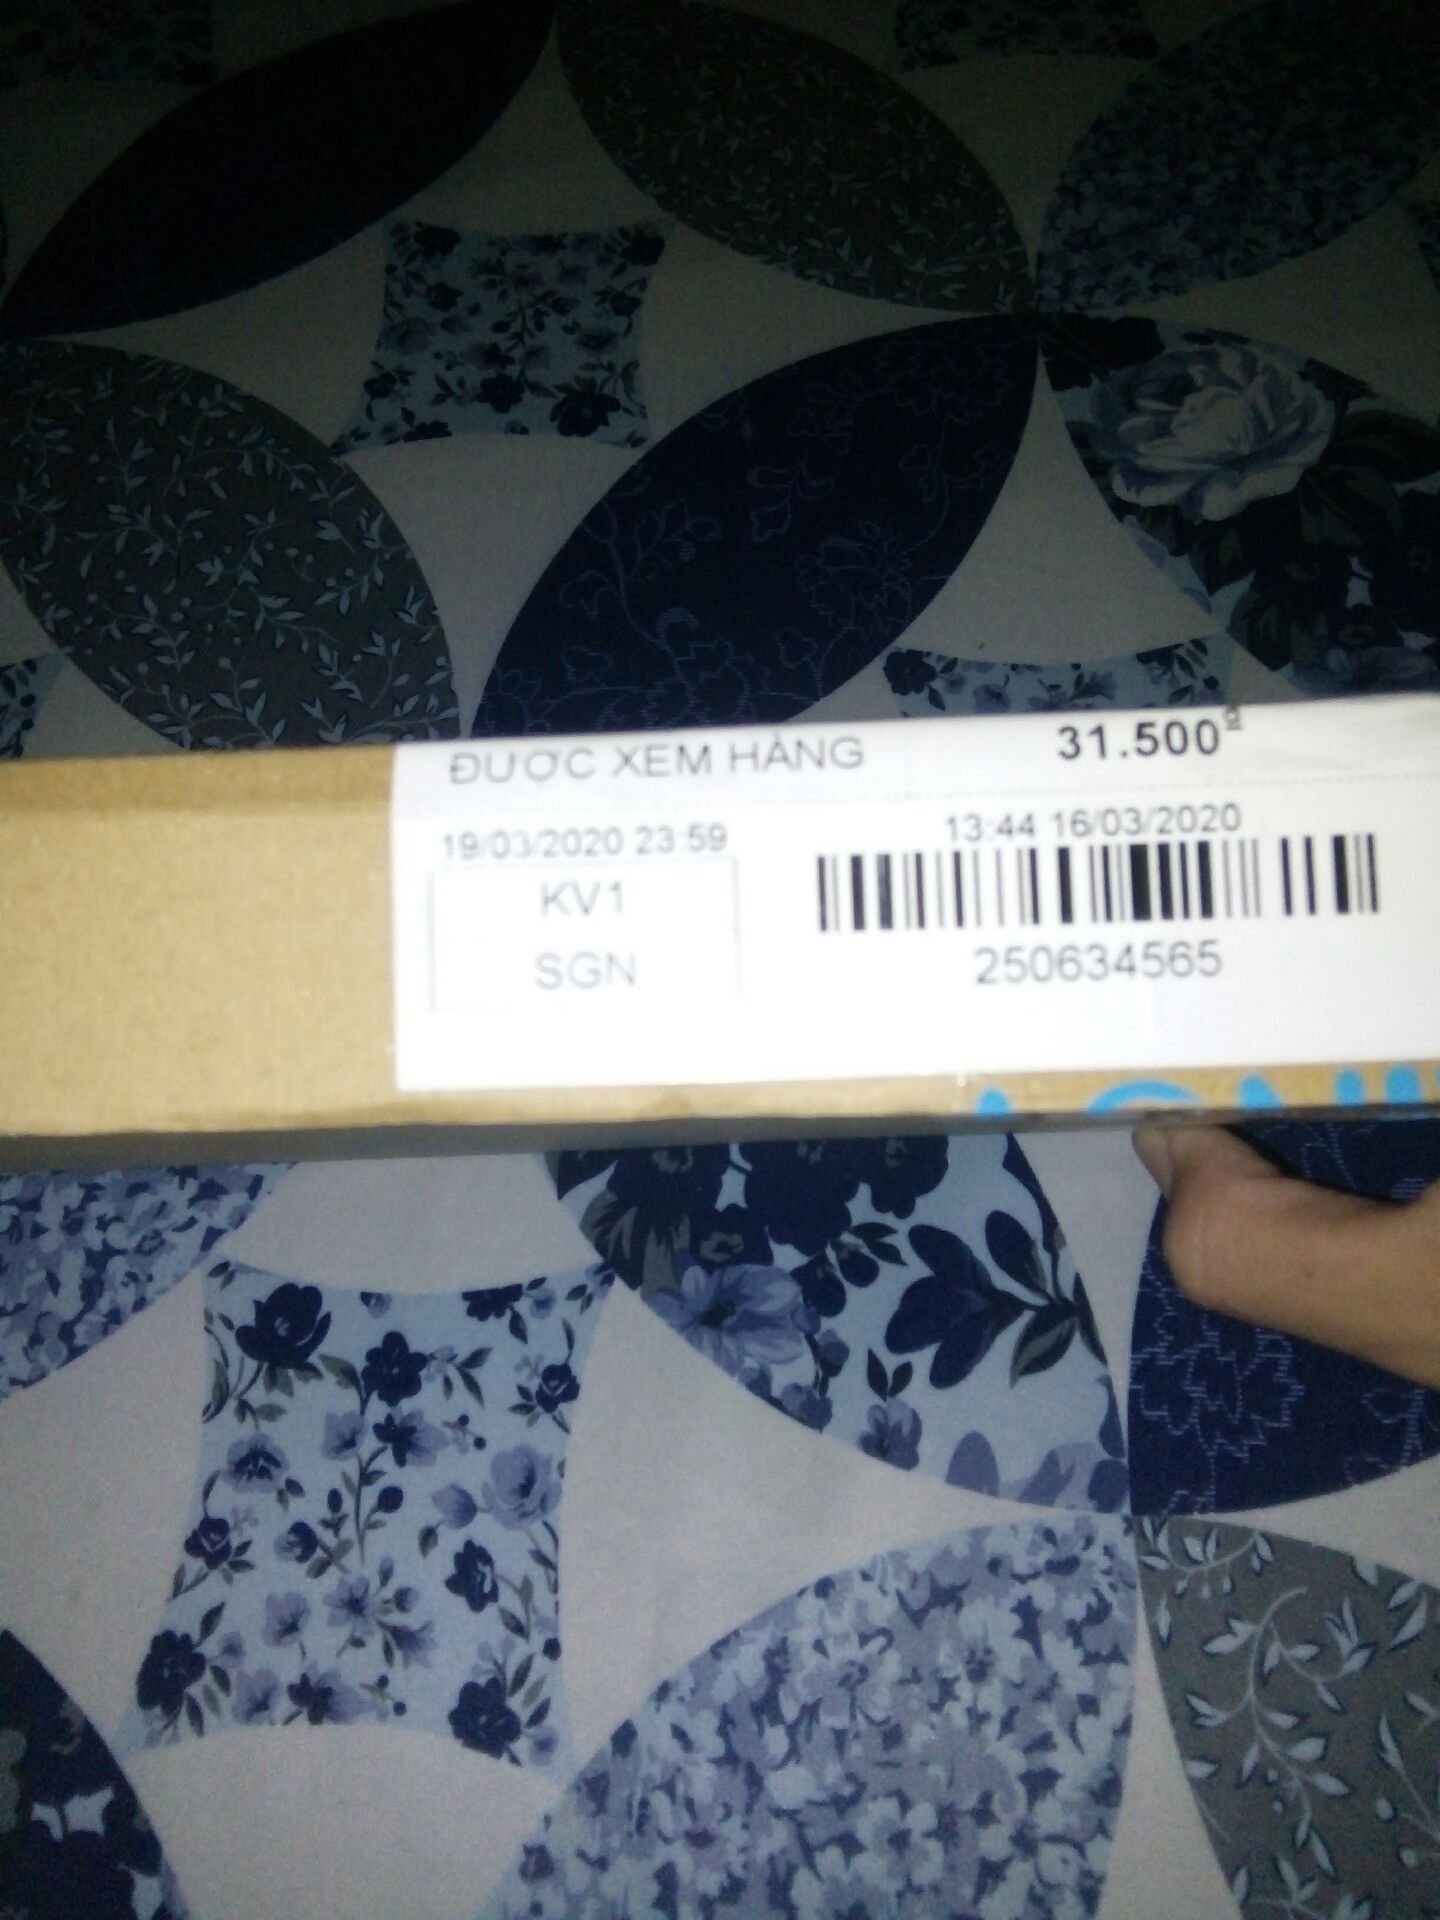 ĐƯỢC XEM HÀNG 31.500đ
19/03/2020 23:59 13:44 16/03/2020
KV1
SGN
250634565